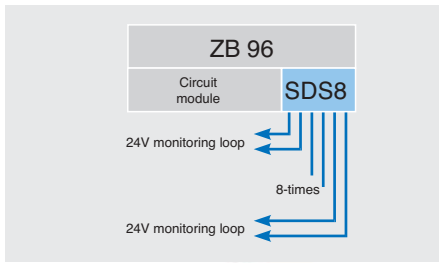 ZB 96
Circuit
module
SDS8
24V monitoring loop
8-times
24V monitoring loop